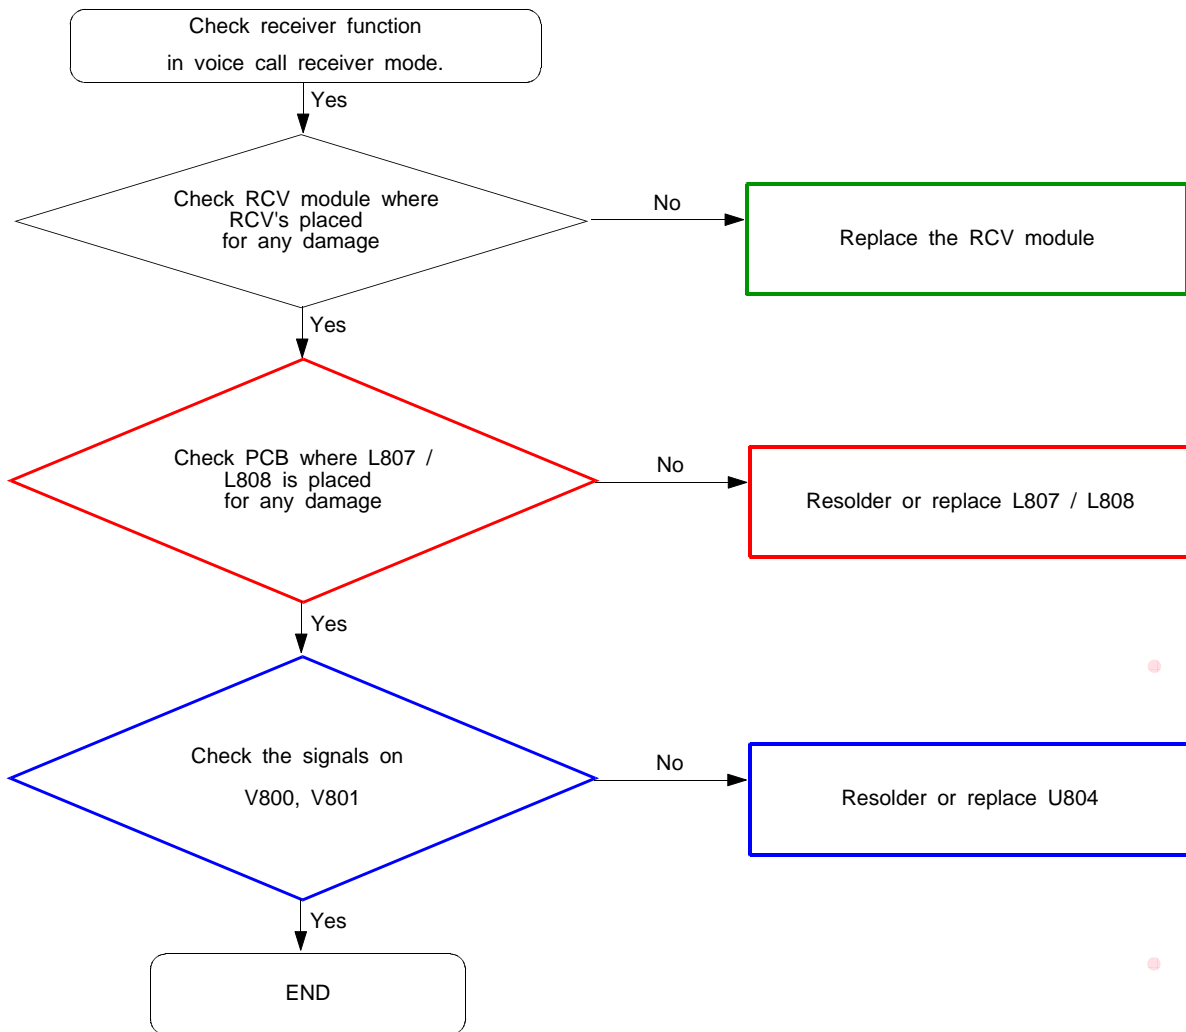 Check receiver function
in voice call receiver mode.
Yes
Check RCV module where
RCV's placed
for any damage
No
Replace the RCV module
Yes
Check PCB where L807 /
L808 is placed
for any damage
No
Resolder or replace L807 / L808
Yes
Check the signals on
V800, V801
No
Resolder or replace U804
Yes
END